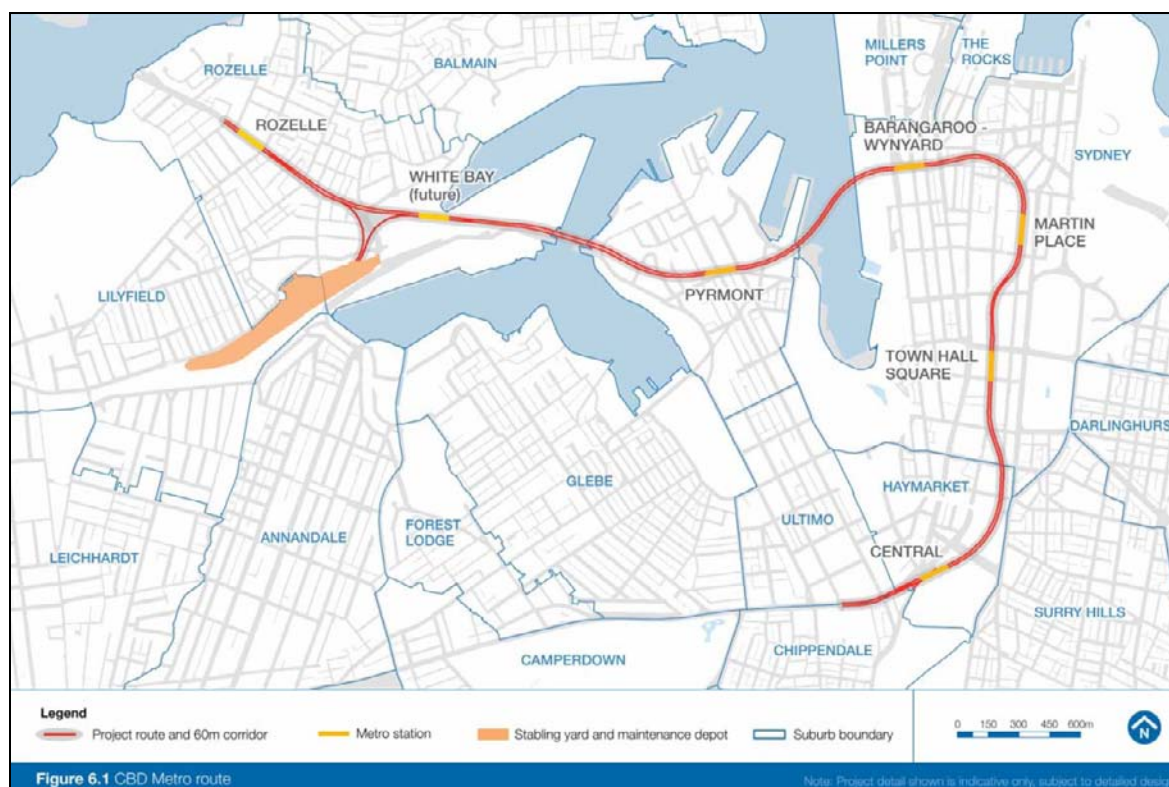 ROZELLE
BALMAIN
MILLERS
POINT
THE
ROCKS
ROZELLE
BARANGAROO -
WYNYARD
SYDNEY
WHITE BAY
(future)
MARTIN
PLACE
LILYFIELD
PYRMONT
TOWN HALL
SQUARE
DARLINGHURS
GLEBE
HAYMARKET
ULTIMO
ANNANDALE
FOREST
LODGE
LEICHHARDT
CENTRAL
SURRY HILLS
CHIPPENDALE
CAMPERDOWN
Legend
Project route and 60m corridor
Metro station
Stabling yard and maintenance depot
Suburb boundary
0 150 300 450 600m
N
Figure 6.1 CBD Metro route
Note: Project detail shown is indicative only, subject to detailed desig